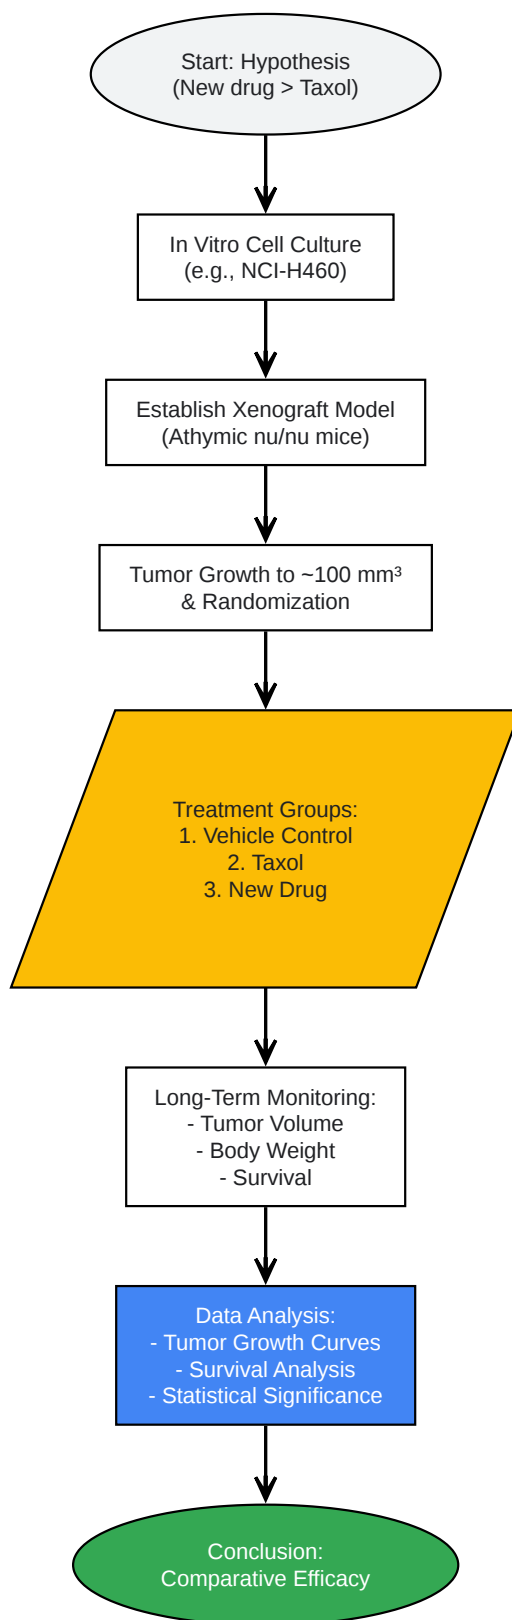 Start: Hypothesis
(New drug > Taxol)
In Vitro Cell Culture
(e.g., NCI-H460)
Establish Xenograft Model
(Athymic nu/nu mice)
Tumor Growth to ~100 mm³
& Randomization
Treatment Groups:
1. Vehicle Control
2. Taxol
3. New Drug
Long-Term Monitoring:
- Tumor Volume
- Body Weight
- Survival
Data Analysis:
- Tumor Growth Curves
- Survival Analysis
- Statistical Significance
Conclusion:
Comparative Efficacy